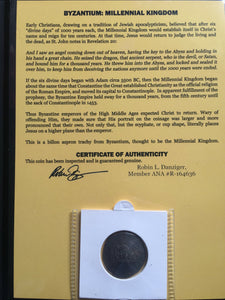 BYZANTIUM: MILLENNIAL KINGDOM
Early Christians, drawing on a tradition of Jewish apocalypticism, believed that after six
"divine days" of 1000 years each, the Millennial Kingdom would establish itself in Christ's
name and reign for ten centuries. At that time, Jesus would return to judge the living and
the dead, as St. John notes in Revelation 20:
And I saw an angel coming down out of heaven, having the key to the Abyss and holding in
his hand a great chain. He seized the dragon, that ancient serpent, who is the devil, or Satan,
and bound him for a thousand years. He threw him into the Abyss, and locked and sealed it
over him, to keep him from deceiving the nations anymore until the 1000 years were ended.
If the six divine days began with Adam circa 5500 BC, then the Millennial Kingdom began
about the same time that Constantine the Great established Christianity as the official religion
of the Roman Empire, and moved its capital to Constantinople. In apparent fulfillment of the
prophecy, the Byzantine Empire held sway for a thousand years, from the fifth century until
the sack of Constantinople in 1453.
Thus Byzantine emperors of the High Middle Ages expected Christ to return. Wary of
offending Him, they made sure that His portrait on the coinage was larger and more
pronounced than their own. Not only that, but the scyphate, or cup shape, literally places
Jesus on a higher plane than the emperor.
This is a billon aspron trachy from Byzantium, thought to be the Millennial Kingdom.
CERTIFICATE OF AUTHENTICITY
This coin has been inspected and is guaranteed genuine.
Robin L. Danziger,
Member ANA #R-164636